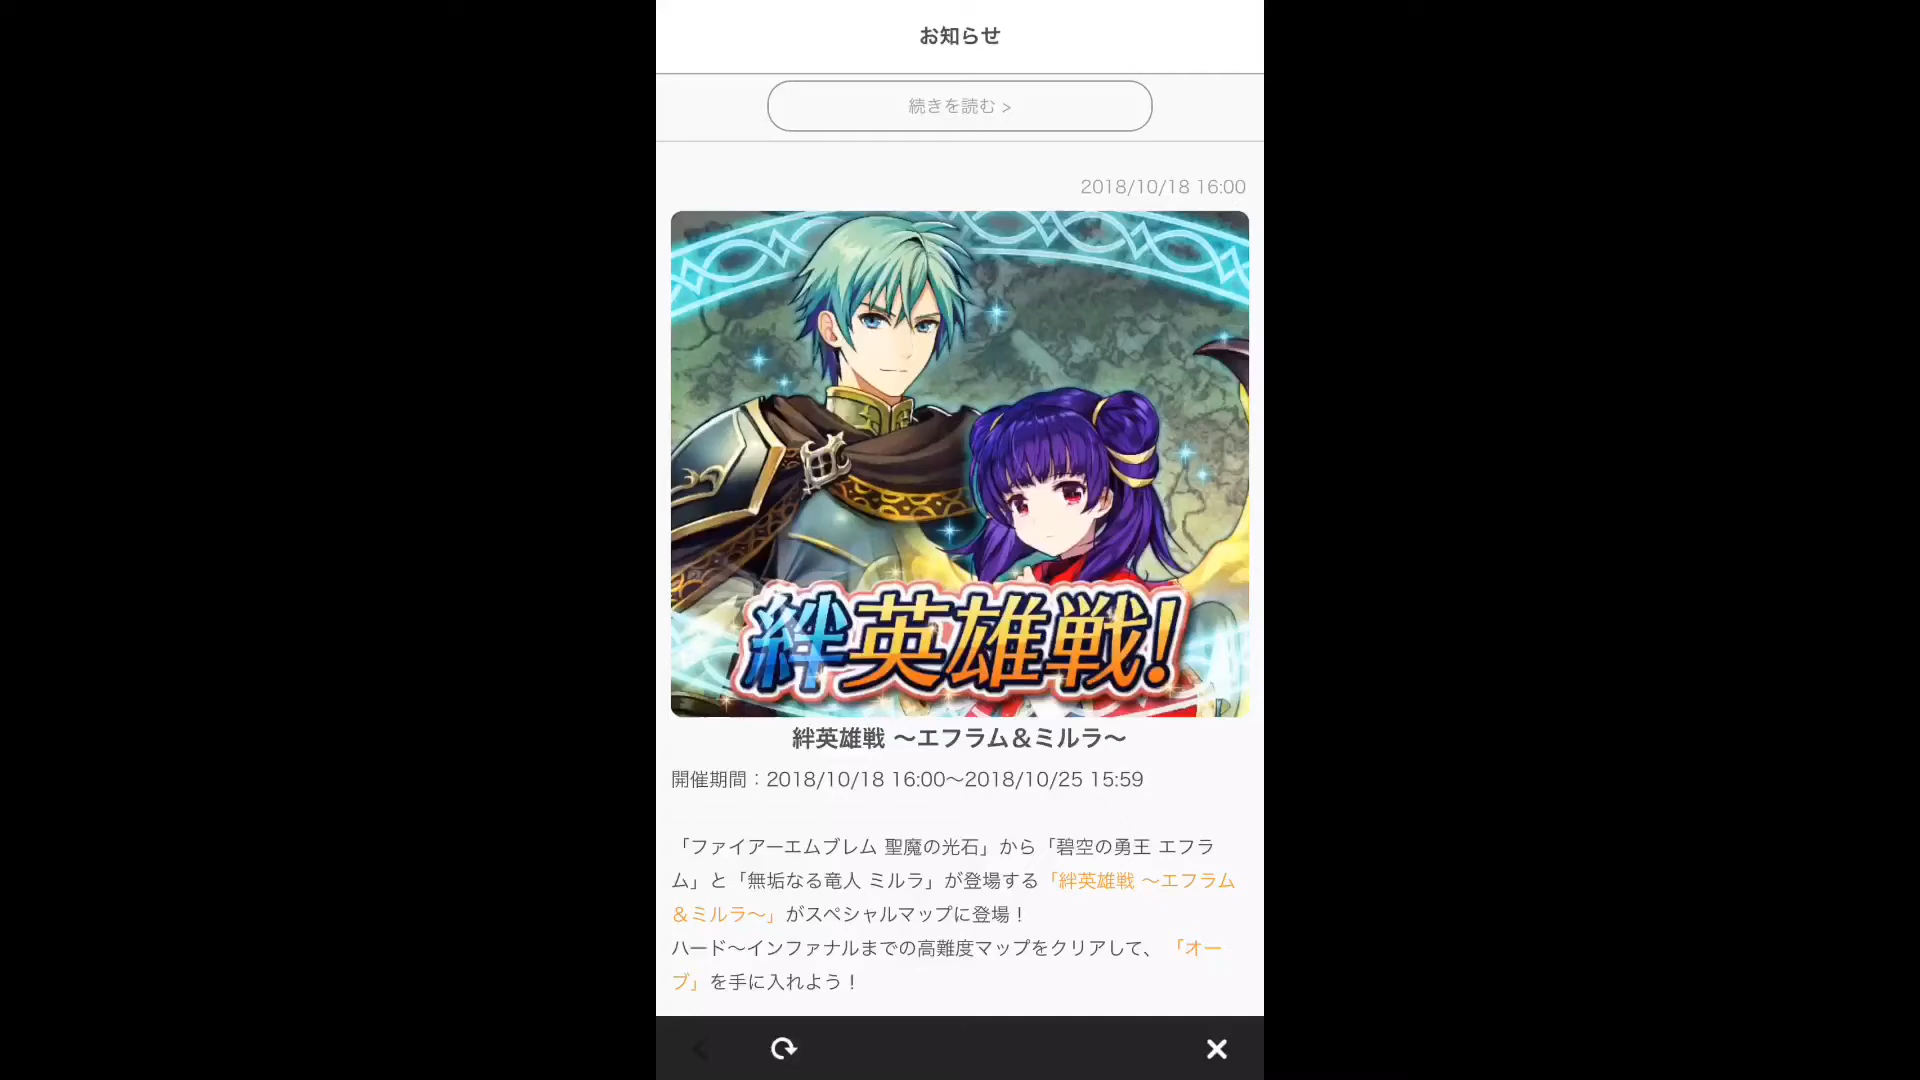 お知らせ
続きを読む >
2018/10/18 16:00
絆英雄戦!
絆英雄戦 〜エフラム＆ミルラ〜
開催期間：2018/10/18 16:00〜2018/10/25 15:59
「ファイアーエムブレム 聖魔の光石」から「碧空の勇王 エフラ
ム」と「無垢なる竜人 ミルラ」が登場する「絆英雄戦 〜エフラム
＆ミルラ〜」がスペシャルマップに登場！
ハード〜インファナルまでの高難度マップをクリアして、「オー
ブ」を手に入れよう！